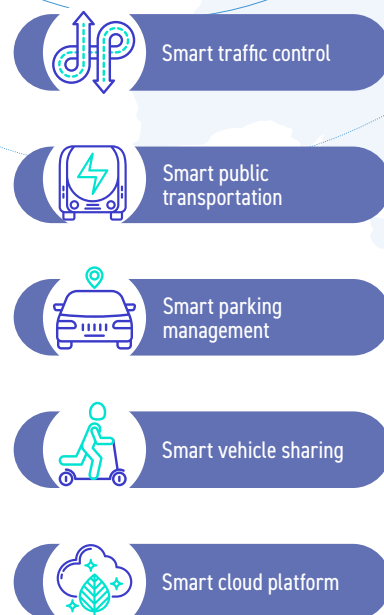 Smart traffic control
Smart public
transportation
Smart parking
management
Smart vehicle sharing
Smart cloud platform